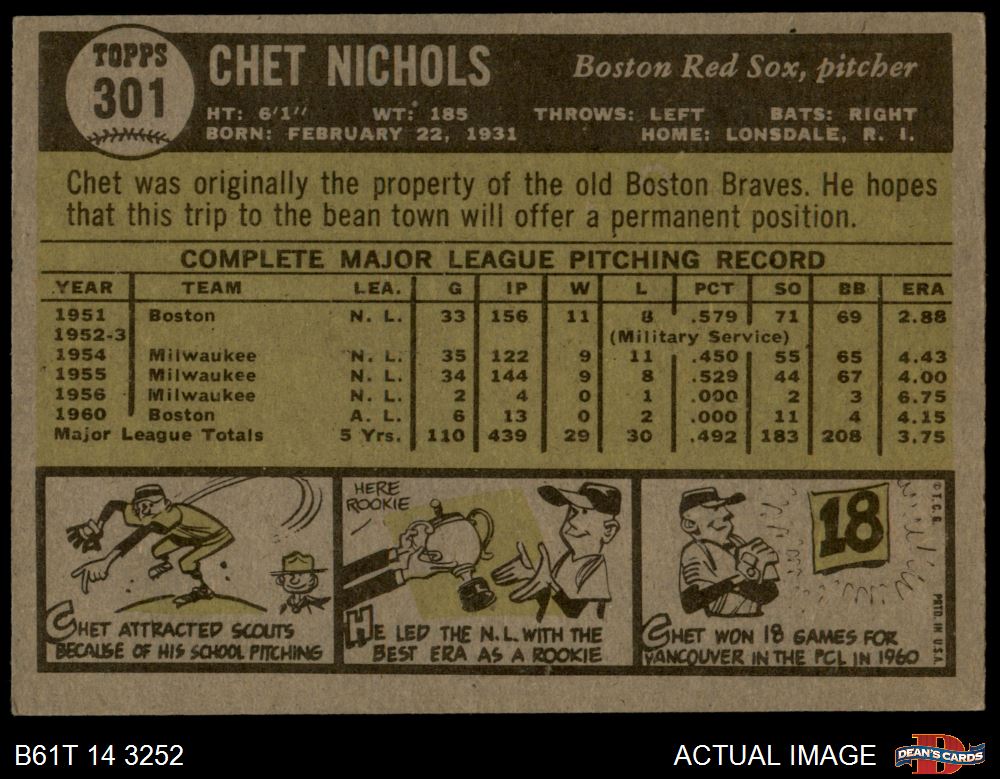 TOPPS
301
CHET NICHOLS
Boston Red Sox, pitcher
HT: 6'1" WT: 185 THROWS: LEFT BATS: RIGHT
BORN: FEBRUARY 22, 1931 HOME: LONSDALE, R. I.
Chet was originally the property of the old Boston Braves. He hopes
that this trip to the bean town will offer a permanent position.
COMPLETE MAJOR LEAGUE PITCHING RECORD
YEAR TEAM LEA. G IP W L PCT SO BB ERA
1951 Boston N. L. 33 156 11 8 .579 71 69 2.88
1952-3 (Military Service)
1954 Milwaukee N. L. 35 122 9 11 .450 55 65 4.43
1955 Milwaukee N. L. 34 144 9 8 .529 44 67 4.00
1956 Milwaukee N. L. 2 4 0 1 .000 2 3 6.75
1960 Boston A. L. 6 13 0 2 .000 11 4 4.15
Major League Totals 5 Yrs. 110 439 29 30 .492 183 208 3.75
CHET ATTRACTED SCOUTS
BECAUSE OF HIS SCHOOL PITCHING
HERE
ROOKIE
HE LED THE N.L. WITH THE
BEST ERA AS A ROOKIE
18
CHET WON 18 GAMES FOR
VANCOUVER IN THE PCL IN 1960
© T. C. G.
PRTD. IN U.S.A.
B61T 14 3252
ACTUAL IMAGE
D
DEAN'S CARDS